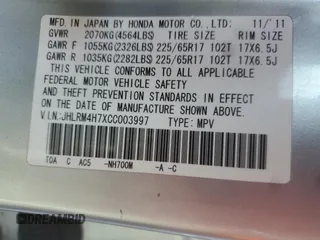 MFD. IN JAPAN BY HONDA MOTOR CO., LTD. 11/'11
GVWR 2070KG(4564LBS) TIRE SIZE RIM SIZE
GAWR F 1055KG(2326LBS) 225/65R17 102T 17X6.5J
GAWR R 1035KG(2282LBS) 225/65R17 102T 17X6.5J
THIS VEHICLE CONFORMS TO ALL APPLICABLE
FEDERAL MOTOR VEHICLE SAFETY
AND THEFT PREVENTION STANDARDS IN EFFECT
ON THE DATE OF MANUFACTURE SHOWN ABOVE.
V.I.N.:JHLRM4H7XCC003997 TYPE: MPV
T0A C AC5 -NH700M -A -C
DREAMBID